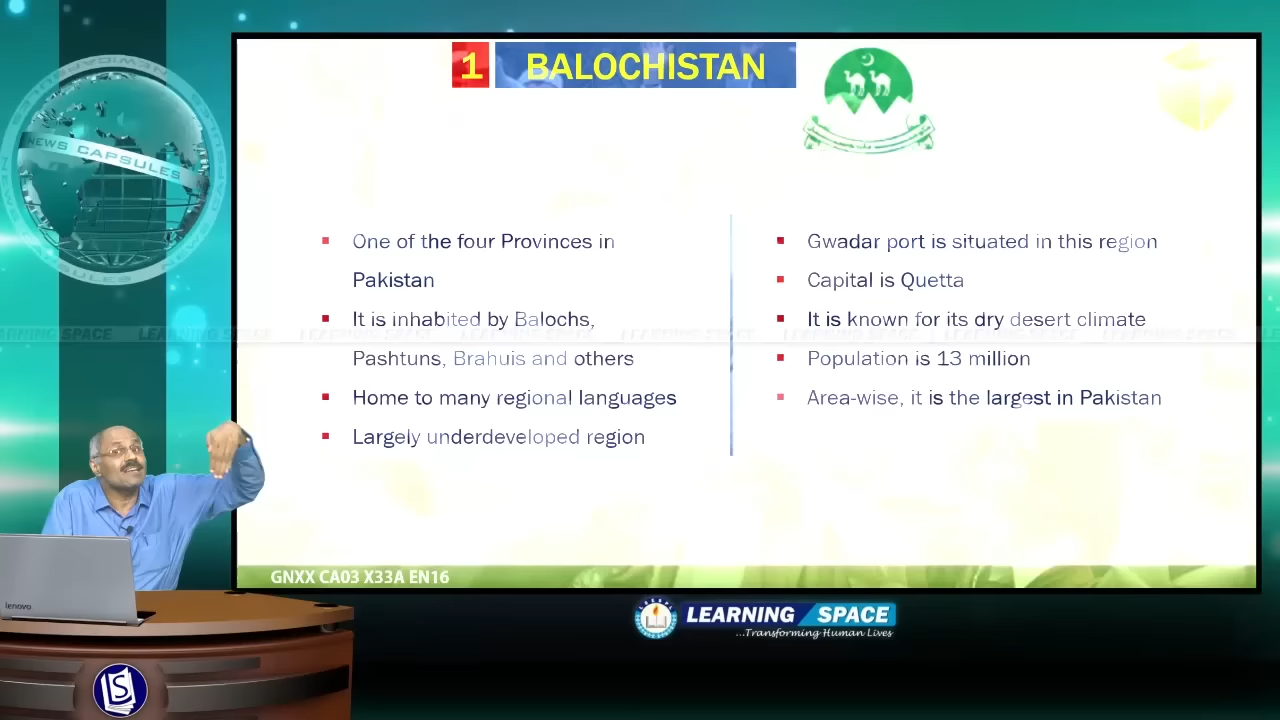 1 BALOCHISTAN
NEWS CAPSULES
One of the four Provinces in
Pakistan
It is inhabited by Balochs,
Pashtuns, Brahuis and others
Home to many regional languages
Largely underdeveloped region
Gwadar port is situated in this region
Capital is Quetta
It is known for its dry desert climate
Population is 13 million
Area-wise, it is the largest in Pakistan
LEARNING SPACE
GNXX CA03 X33A EN16
lenovo
LEARNING SPACE
...Transforming Human Lives
LS